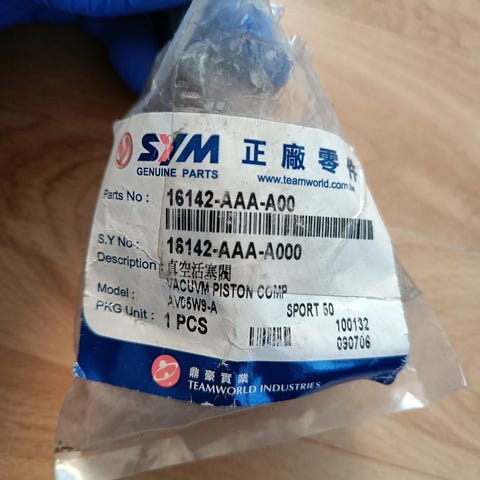 SYM 正廠零件
GENUINE PARTS www.teamworld.com.tw
Parts No : 16142-AAA-A00
S.Y No : 16142-AAA-A000
Description : 真空活塞閥
VACUVM PISTON COMP
Model : AV05W9-A SPORT 50
PKG Unit : 1 PCS 100132
090706
鼎豪實業
TEAMWORLD INDUSTRIES